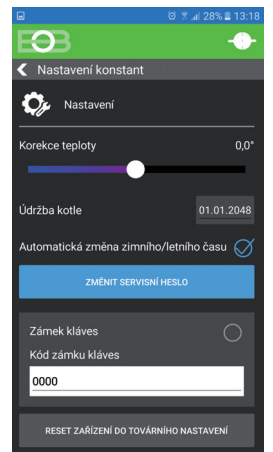 28% 13:18
EOB
Nastavení konstant
Nastavení
Korekce teploty 0,0°
Údržba kotle 01.01.2048
Automatická změna zimního/letního času
ZMĚNIT SERVISNÍ HESLO
Zámek kláves
Kód zámku kláves
0000
RESET ZAŘÍZENÍ DO TOVÁRNÍHO NASTAVENÍ